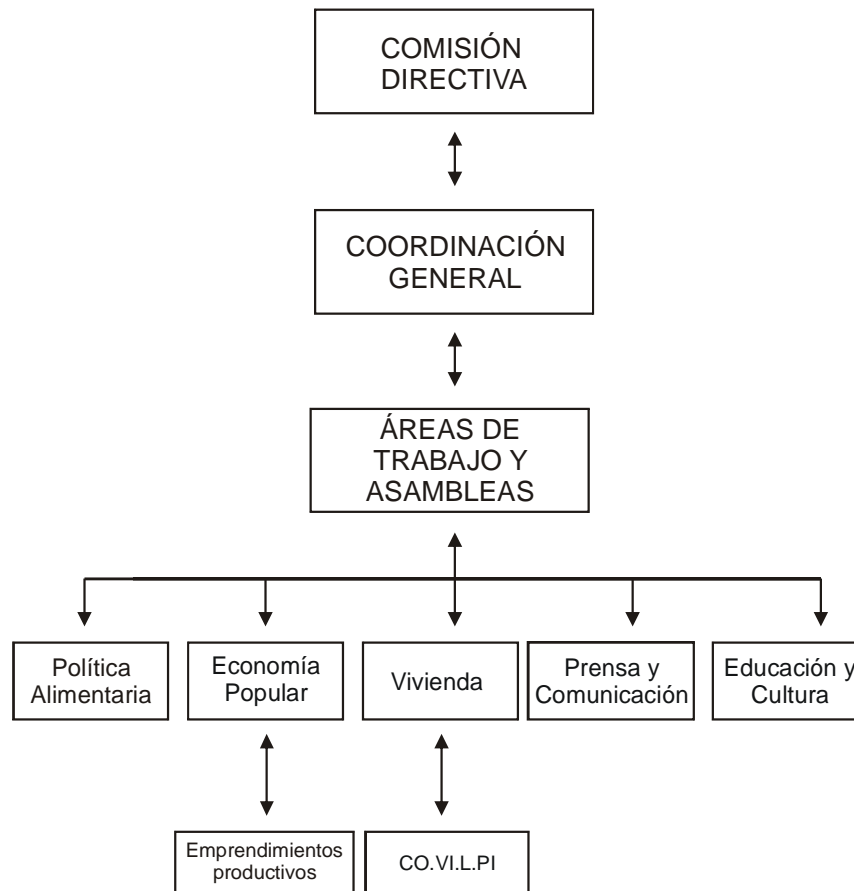 COMISIÓN
DIRECTIVA
COORDINACIÓN
GENERAL
ÁREAS DE
TRABAJO Y
ASAMBLEAS
Política
Alimentaria
Economía
Popular
Vivienda
Prensa y
Comunicación
Educación y
Cultura
Emprendimientos
productivos
CO.VI.L.PI